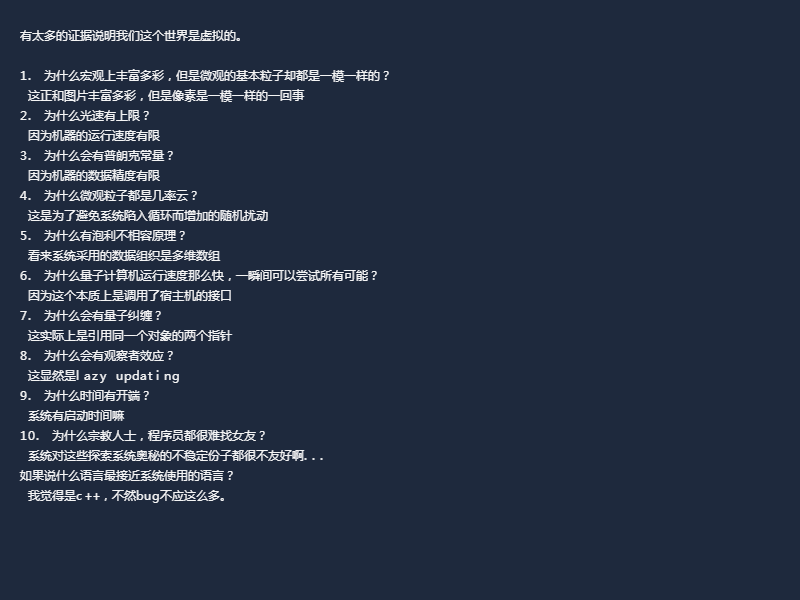 有太多的证据说明我们这个世界是虚拟的。
1. 为什么宏观上丰富多彩，但是微观的基本粒子却都是一模一样的？
这正和图片丰富多彩，但是像素是一模一样的一回事
2. 为什么光速有上限？
因为机器的运行速度有限
3. 为什么会有普朗克常量？
因为机器的数据精度有限
4. 为什么微观粒子都是几率云？
这是为了避免系统陷入循环而增加的随机扰动
5. 为什么有泡利不相容原理？
看来系统采用的数据组织是多维数组
6. 为什么量子计算机运行速度那么快，一瞬间可以尝试所有可能？
因为这个本质上是调用了宿主机的接口
7. 为什么会有量子纠缠？
这实际上是引用同一个对象的两个指针
8. 为什么会有观察者效应？
这显然是lazy updating
9. 为什么时间有开端？
系统有启动时间嘛
10. 为什么宗教人士，程序员都很难找女友？
系统对这些探索系统奥秘的不稳定份子都很不友好啊...
如果说什么语言最接近系统使用的语言？
我觉得是c++，不然bug不应这么多。